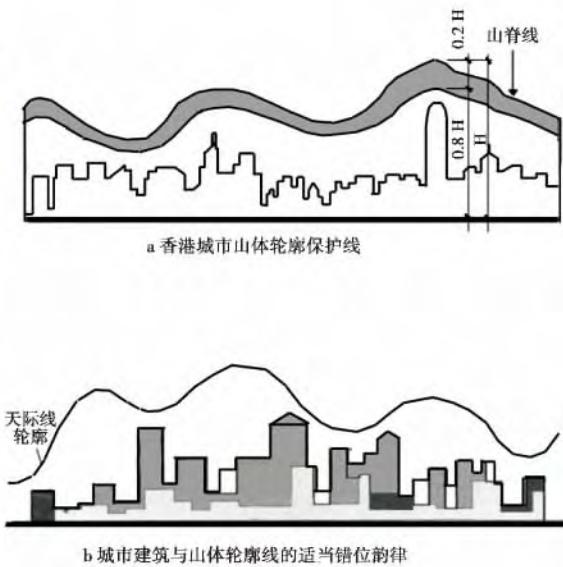 0.2 H
山脊线
0.8 H
H
a 香港城市山体轮廓保护线
天际线
轮廓
b 城市建筑与山体轮廓线的适当错位韵律